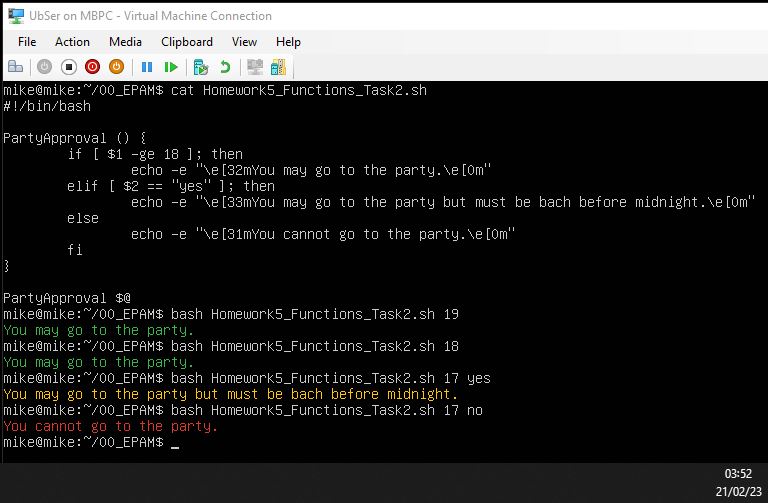 UbSer on MBPC - Virtual Machine Connection
File Action Media Clipboard View Help
mike@mike:~/00_EPAM$ cat Homework5_Functions_Task2.sh
#!/bin/bash
PartyApproval () {
if [ $1 -ge 18 ]; then
echo -e "\e[32mYou may go to the party.\e[0m"
elif [ $2 == "yes" ]; then
echo -e "\e[33mYou may go to the party but must be bach before midnight.\e[0m"
else
echo -e "\e[31mYou cannot go to the party.\e[0m"
fi
}
PartyApproval $@
mike@mike:~/00_EPAM$ bash Homework5_Functions_Task2.sh 19
You may go to the party.
mike@mike:~/00_EPAM$ bash Homework5_Functions_Task2.sh 18
You may go to the party.
mike@mike:~/00_EPAM$ bash Homework5_Functions_Task2.sh 17 yes
You may go to the party but must be bach before midnight.
mike@mike:~/00_EPAM$ bash Homework5_Functions_Task2.sh 17 no
You cannot go to the party.
mike@mike:~/00_EPAM$ _
03:52
21/02/23